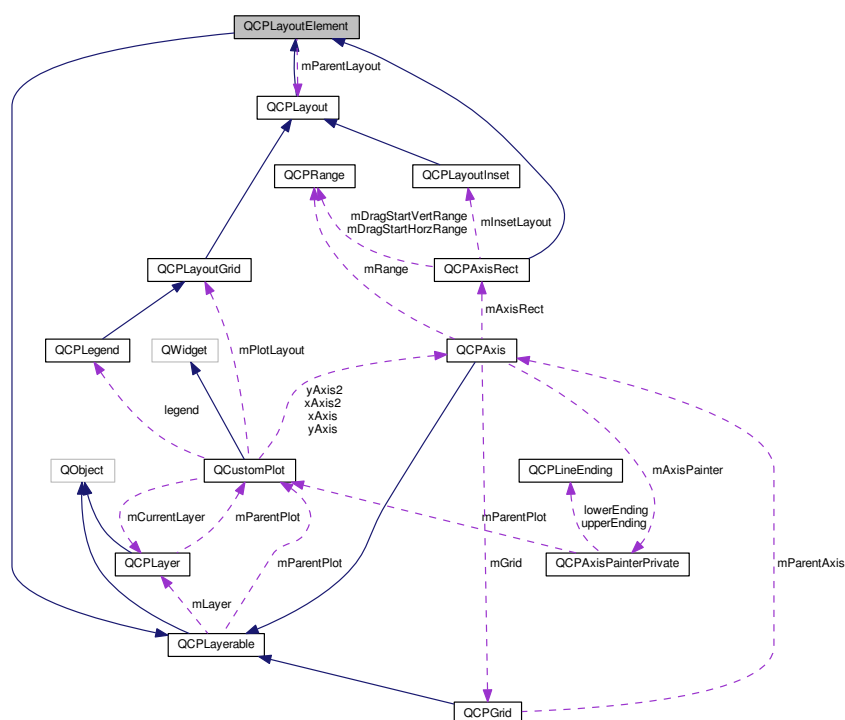 QCPLayoutElement
mParentLayout
QCPLayout
QCPRange
QCPLayoutInset
mDragStartVertRange
mDragStartHorzRange
mInsetLayout
QCPLayoutGrid
mRange
QCPAxisRect
mAxisRect
QCPLegend
QWidget
mPlotLayout
QCPAxis
yAxis2
xAxis2
xAxis
yAxis
legend
QObject
QCustomPlot
QCPLineEnding
mAxisPainter
mCurrentLayer
mParentPlot
mParentPlot
lowerEnding
upperEnding
QCPLayer
mParentPlot
mGrid
QCPAxisPainterPrivate
mParentAxis
mLayer
QCPLayerable
QCPGrid